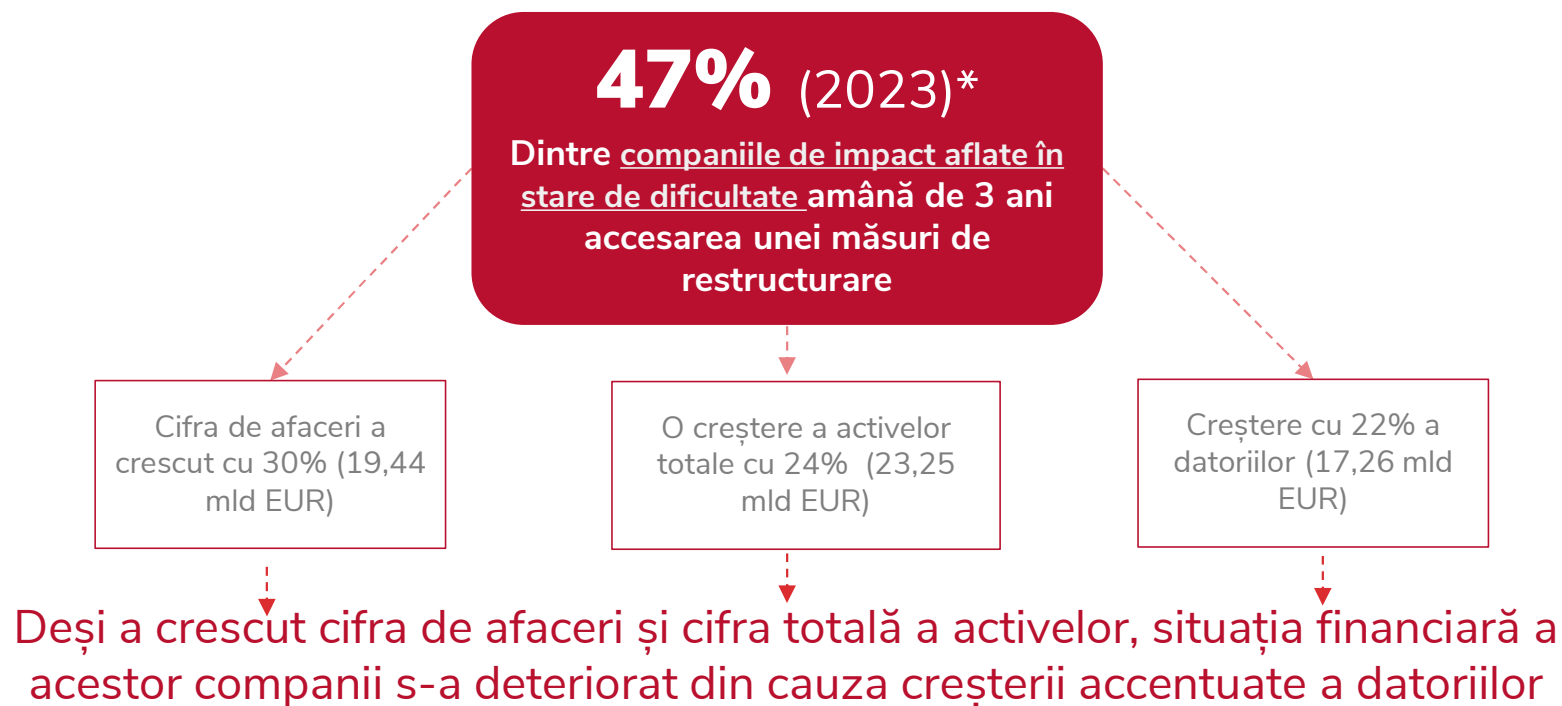 47% (2023)*
Dintre companiile de impact aflate în
stare de dificultate amână de 3 ani
accesarea unei măsuri de
restructurare
Cifra de afaceri a
crescut cu 30% (19,44
mld EUR)
O creștere a activelor
totale cu 24% (23,25
mld EUR)
Creștere cu 22% a
datoriilor (17,26 mld
EUR)
Deși a crescut cifra de afaceri și cifra totală a activelor, situația financiară a
acestor companii s-a deteriorat din cauza creșterii accentuate a datoriilor